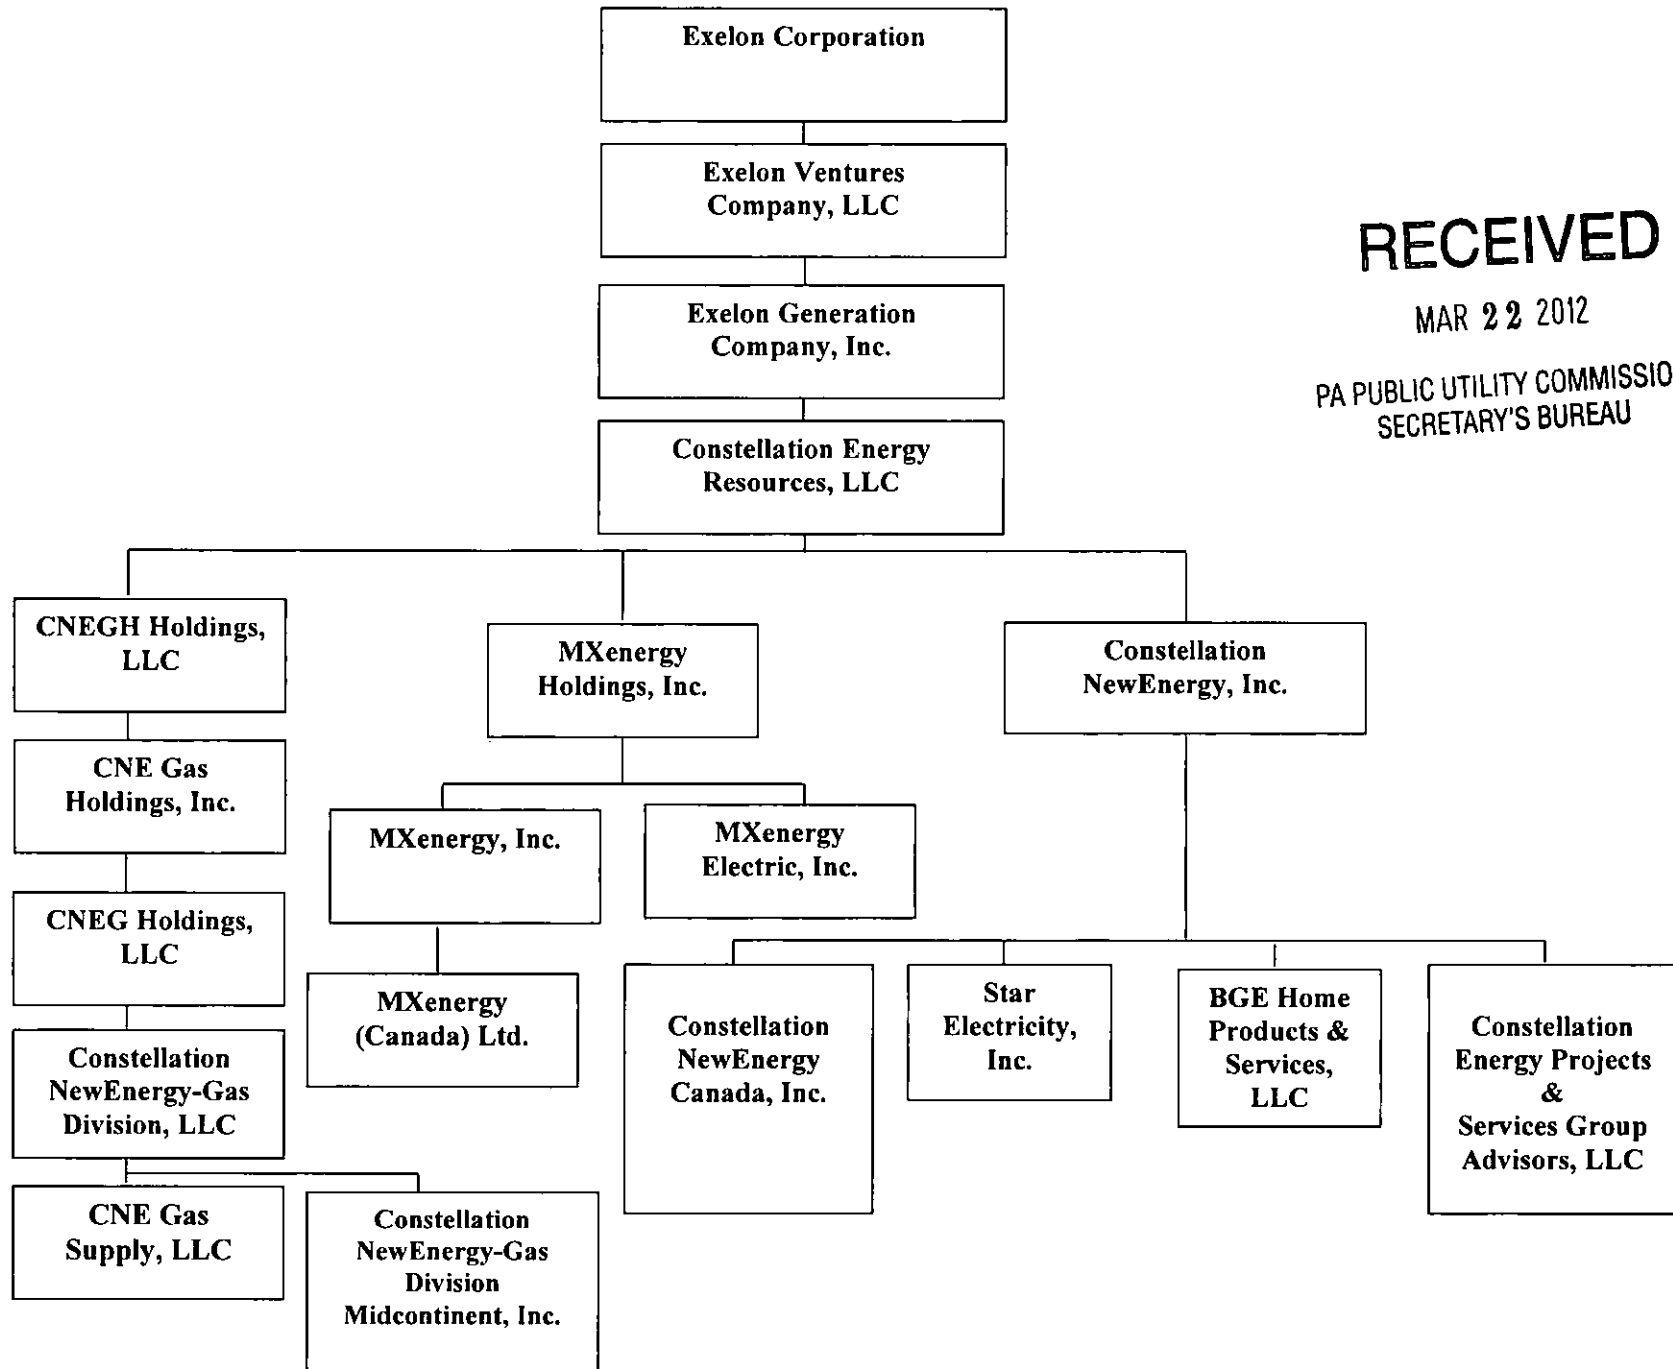 Exelon Corporation
Exelon Ventures
Company, LLC
RECEIVED
MAR 22 2012
PA PUBLIC UTILITY COMMISSIO
SECRETARY'S BUREAU
Exelon Generation
Company, Inc.
Constellation Energy
Resources, LLC
CNEGH Holdings,
LLC
MXenergy
Holdings, Inc.
Constellation
NewEnergy, Inc.
CNE Gas
Holdings, Inc.
MXenergy, Inc.
MXenergy
Electric, Inc.
CNEG Holdings,
LLC
MXenergy
(Canada) Ltd.
Constellation
NewEnergy
Canada, Inc.
Star
Electricity,
Inc.
BGE Home
Products &
Services,
LLC
Constellation
Energy Projects
&
Services Group
Advisors, LLC
Constellation
NewEnergy-Gas
Division, LLC
CNE Gas
Supply, LLC
Constellation
NewEnergy-Gas
Division
Midcontinent, Inc.